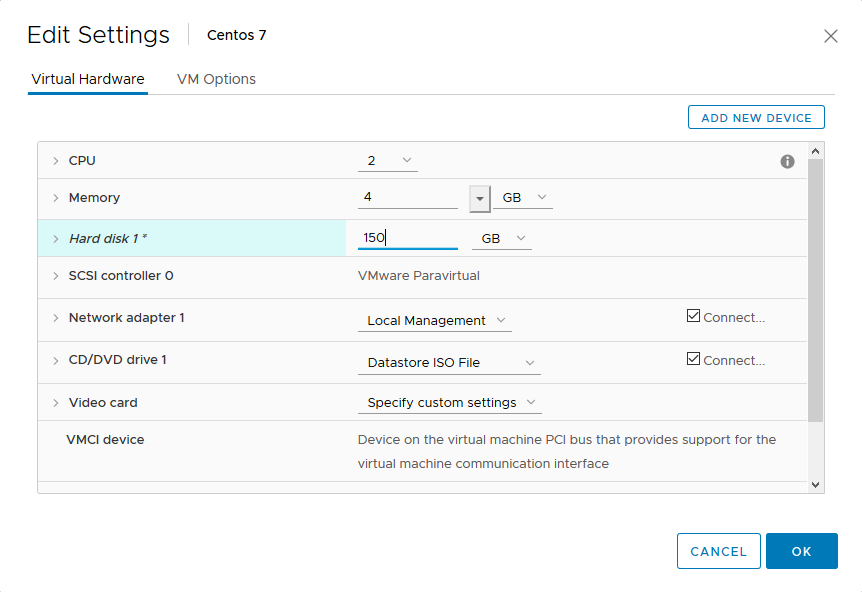 Edit Settings Centos 7
Virtual Hardware VM Options
ADD NEW DEVICE
CPU 2
Memory 4 GB
Hard disk 1 * 150 GB
SCSI controller 0 VMware Paravirtual
Network adapter 1 Local Management Connect...
CD/DVD drive 1 Datastore ISO File Connect...
Video card Specify custom settings
VMCI device Device on the virtual machine PCI bus that provides support for the
virtual machine communication interface
CANCEL OK